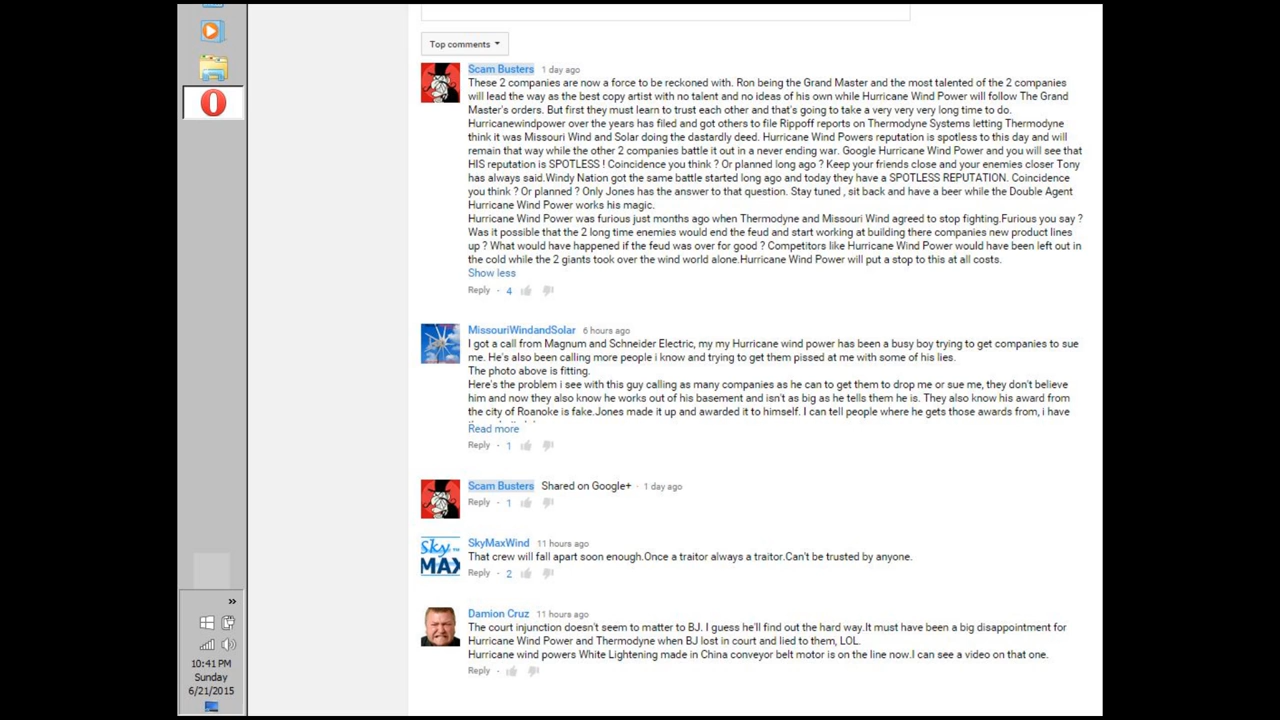 Top comments
Scam Busters 1 day ago
These 2 companies are now a force to be reckoned with. Ron being the Grand Master and the most talented of the 2 companies
will lead the way as the best copy artist with no talent and no ideas of his own while Hurricane Wind Power will follow The Grand
Master's orders. But first they must learn to trust each other and that's going to take a very very very long time to do.
Hurricanewindpower over the years has filed and got others to file Rippoff reports on Thermodyne Systems letting Thermodyne
think it was Missouri Wind and Solar doing the dastardly deed. Hurricane Wind Powers reputation is spotless to this day and will
remain that way while the other 2 companies battle it out in a never ending war. Google Hurricane Wind Power and you will see that
HIS reputation is SPOTLESS ! Coincidence you think ? Or planned long ago ? Keep your friends close and your enemies closer Tony
has always said.Windy Nation got the same battle started long ago and today they have a SPOTLESS REPUTATION. Coincidence
you think ? Or planned ? Only Jones has the answer to that question. Stay tuned , sit back and have a beer while the Double Agent
Hurricane Wind Power works his magic.
Hurricane Wind Power was furious just months ago when Thermodyne and Missouri Wind agreed to stop fighting.Furious you say ?
Was it possible that the 2 long time enemies would end the feud and start working at building there companies new product lines
up ? What would have happened if the feud was over for good ? Competitors like Hurricane Wind Power would have been left out in
the cold while the 2 giants took over the wind world alone.Hurricane Wind Power will put a stop to this at all costs.
Show less
Reply · 4
MissouriWindandSolar 6 hours ago
I got a call from Magnum and Schneider Electric, my my Hurricane wind power has been a busy boy trying to get companies to sue
me. He's also been calling more people i know and trying to get them pissed at me with some of his lies.
The photo above is fitting.
Here's the problem i see with this guy calling as many companies as he can to get them to drop me or sue me, they don't believe
him and now they also know he works out of his basement and isn't as big as he tells them he is. They also know his award from
the city of Roanoke is fake.Jones made it up and awarded it to himself. I can tell people where he gets those awards from, i have
Read more
Reply · 1
Scam Busters Shared on Google+ · 1 day ago
Reply · 1
Sky
MAX
SkyMaxWind 11 hours ago
That crew will fall apart soon enough.Once a traitor always a traitor.Can't be trusted by anyone.
Reply · 2
Damion Cruz 11 hours ago
The court injunction doesn't seem to matter to BJ. I guess he'll find out the hard way.It must have been a big disappointment for
Hurricane Wind Power and Thermodyne when BJ lost in court and lied to them, LOL.
Hurricane wind powers White Lightening made in China conveyor belt motor is on the line now.I can see a video on that one.
Reply ·
»
10:41 PM
Sunday
6/21/2015